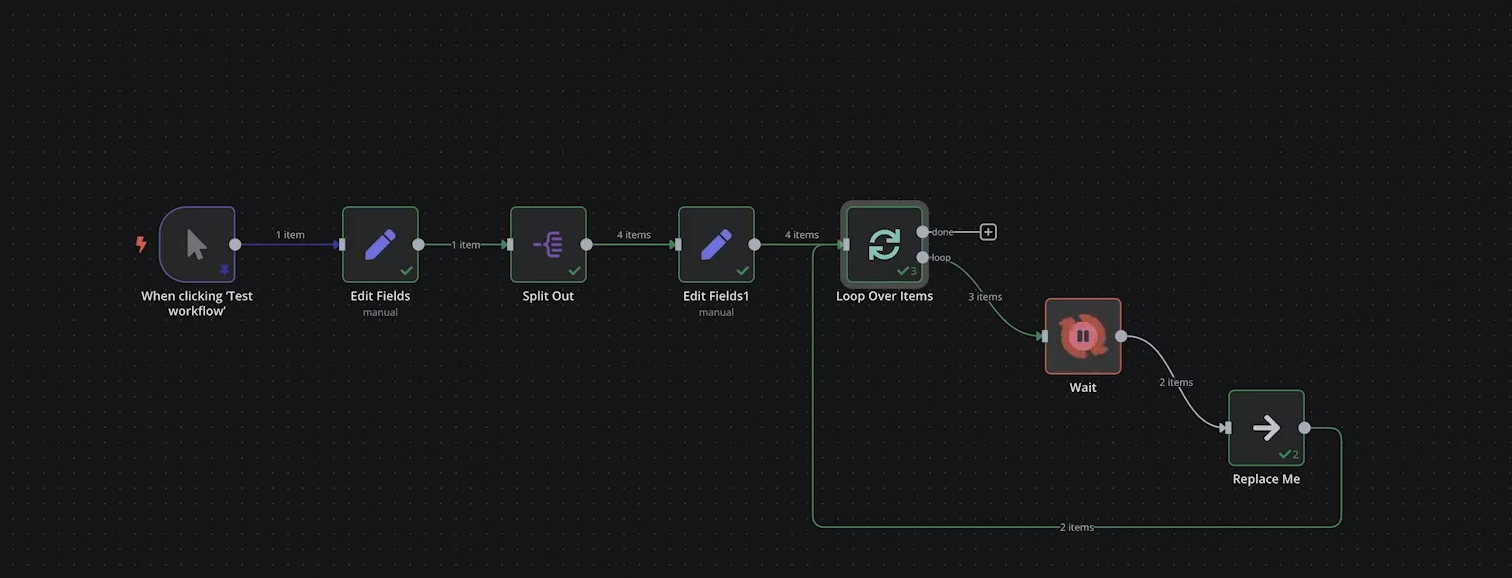 1 item
1 item
4 items
4 items
done
loop
3
When clicking ‘Test
workflow’
Edit Fields
manual
Split Out
Edit Fields1
manual
Loop Over Items
3 items
Wait
2 items
2
Replace Me
2 items